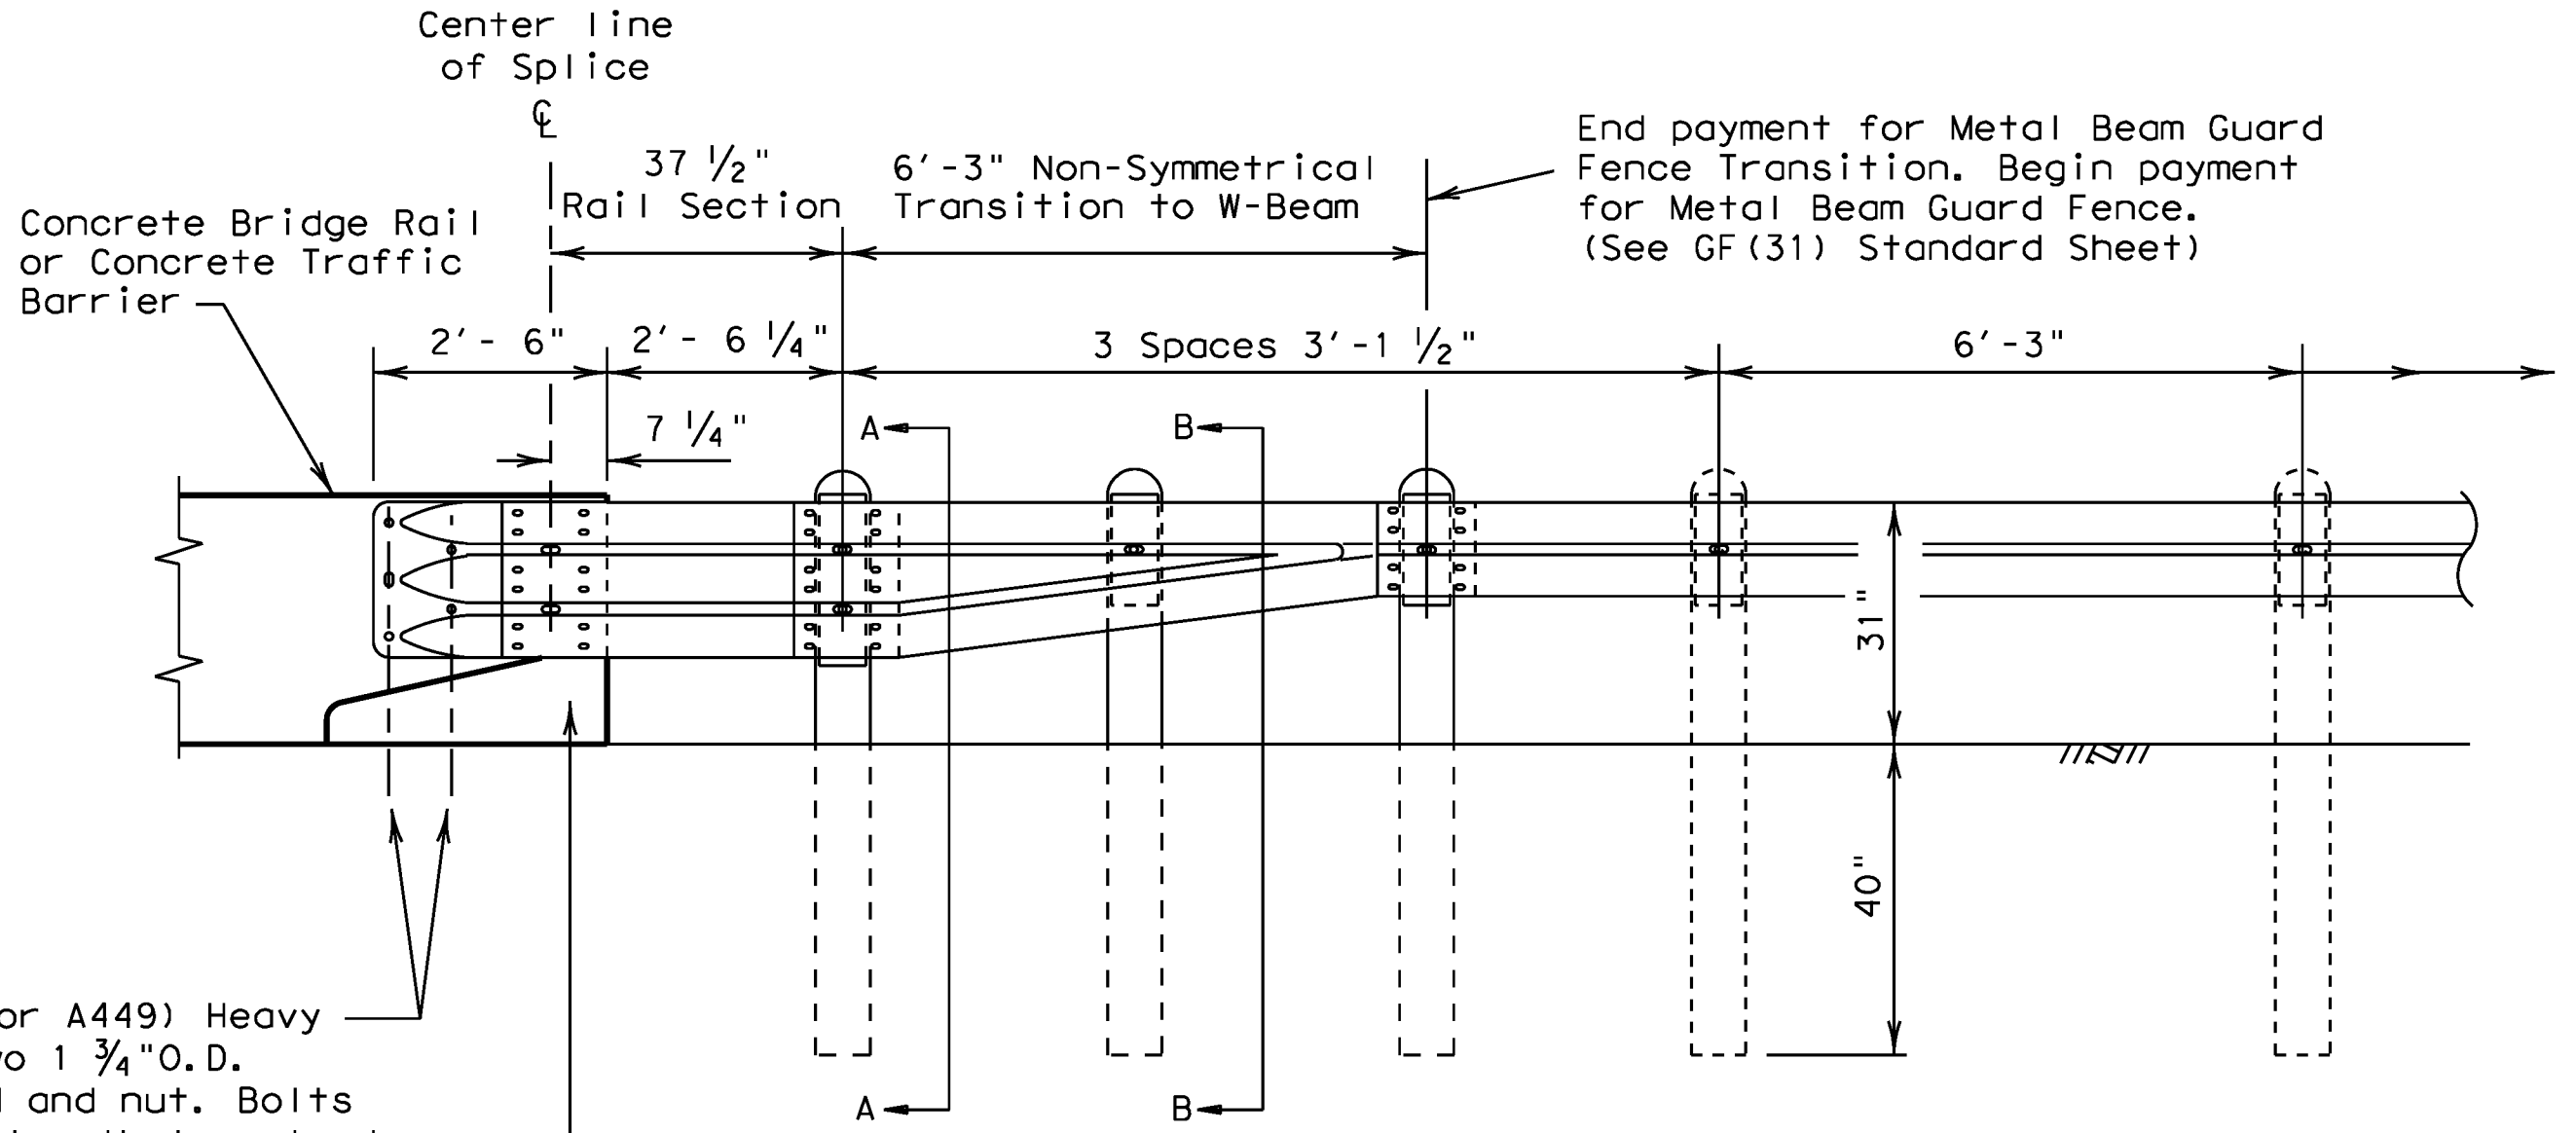 Center line
of Splice
℄
37 ½"
Rail Section
6'-3" Non-Symmetrical
Transition to W-Beam
End payment for Metal Beam Guard
Fence Transition. Begin payment
for Metal Beam Guard Fence.
(See GF(31) Standard Sheet)
Concrete Bridge Rail
or Concrete Traffic
Barrier
2'- 6"
2'- 6 ¼"
3 Spaces 3'-1 ½"
6'-3"
7 ¼"
A
B
31"
40"
A
B
or A449) Heavy
1 ¾"O.D.
and nut. Bolts